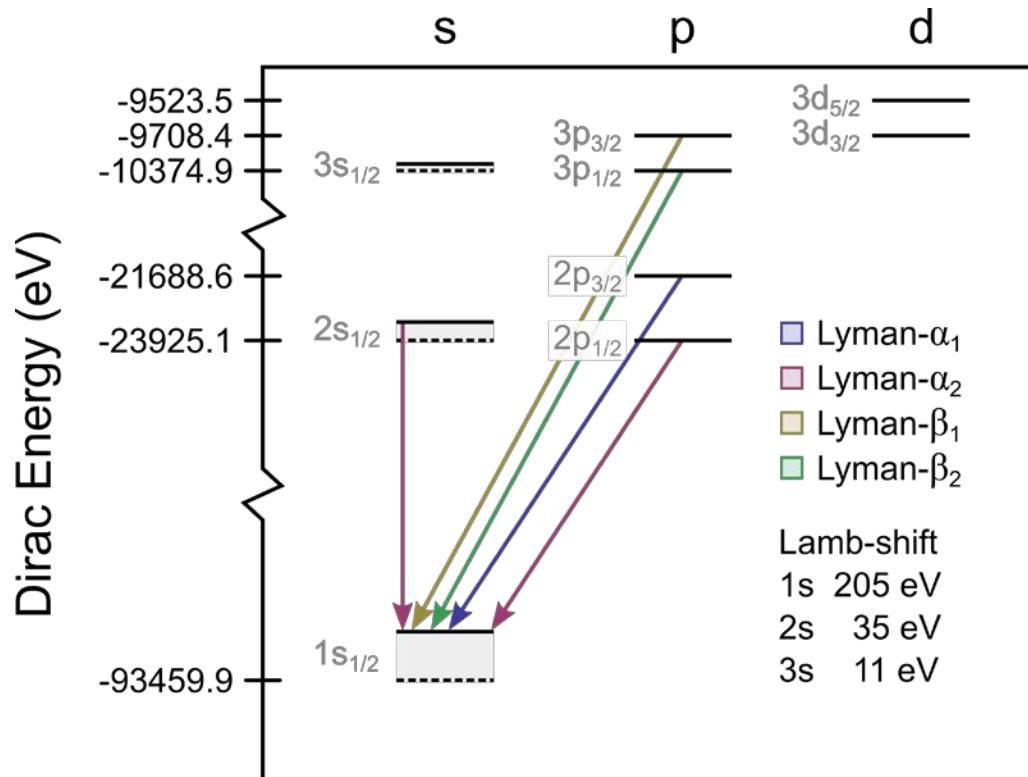 s p d
-9523.5
-9708.4
-10374.9
-21688.6
-23925.1
-93459.9
Dirac Energy (eV)
3s1/2
2s1/2
1s1/2
3p3/2
3p1/2
2p3/2
2p1/2
3d5/2
3d3/2
Lyman-α1
Lyman-α2
Lyman-β1
Lyman-β2
Lamb-shift
1s 205 eV
2s 35 eV
3s 11 eV